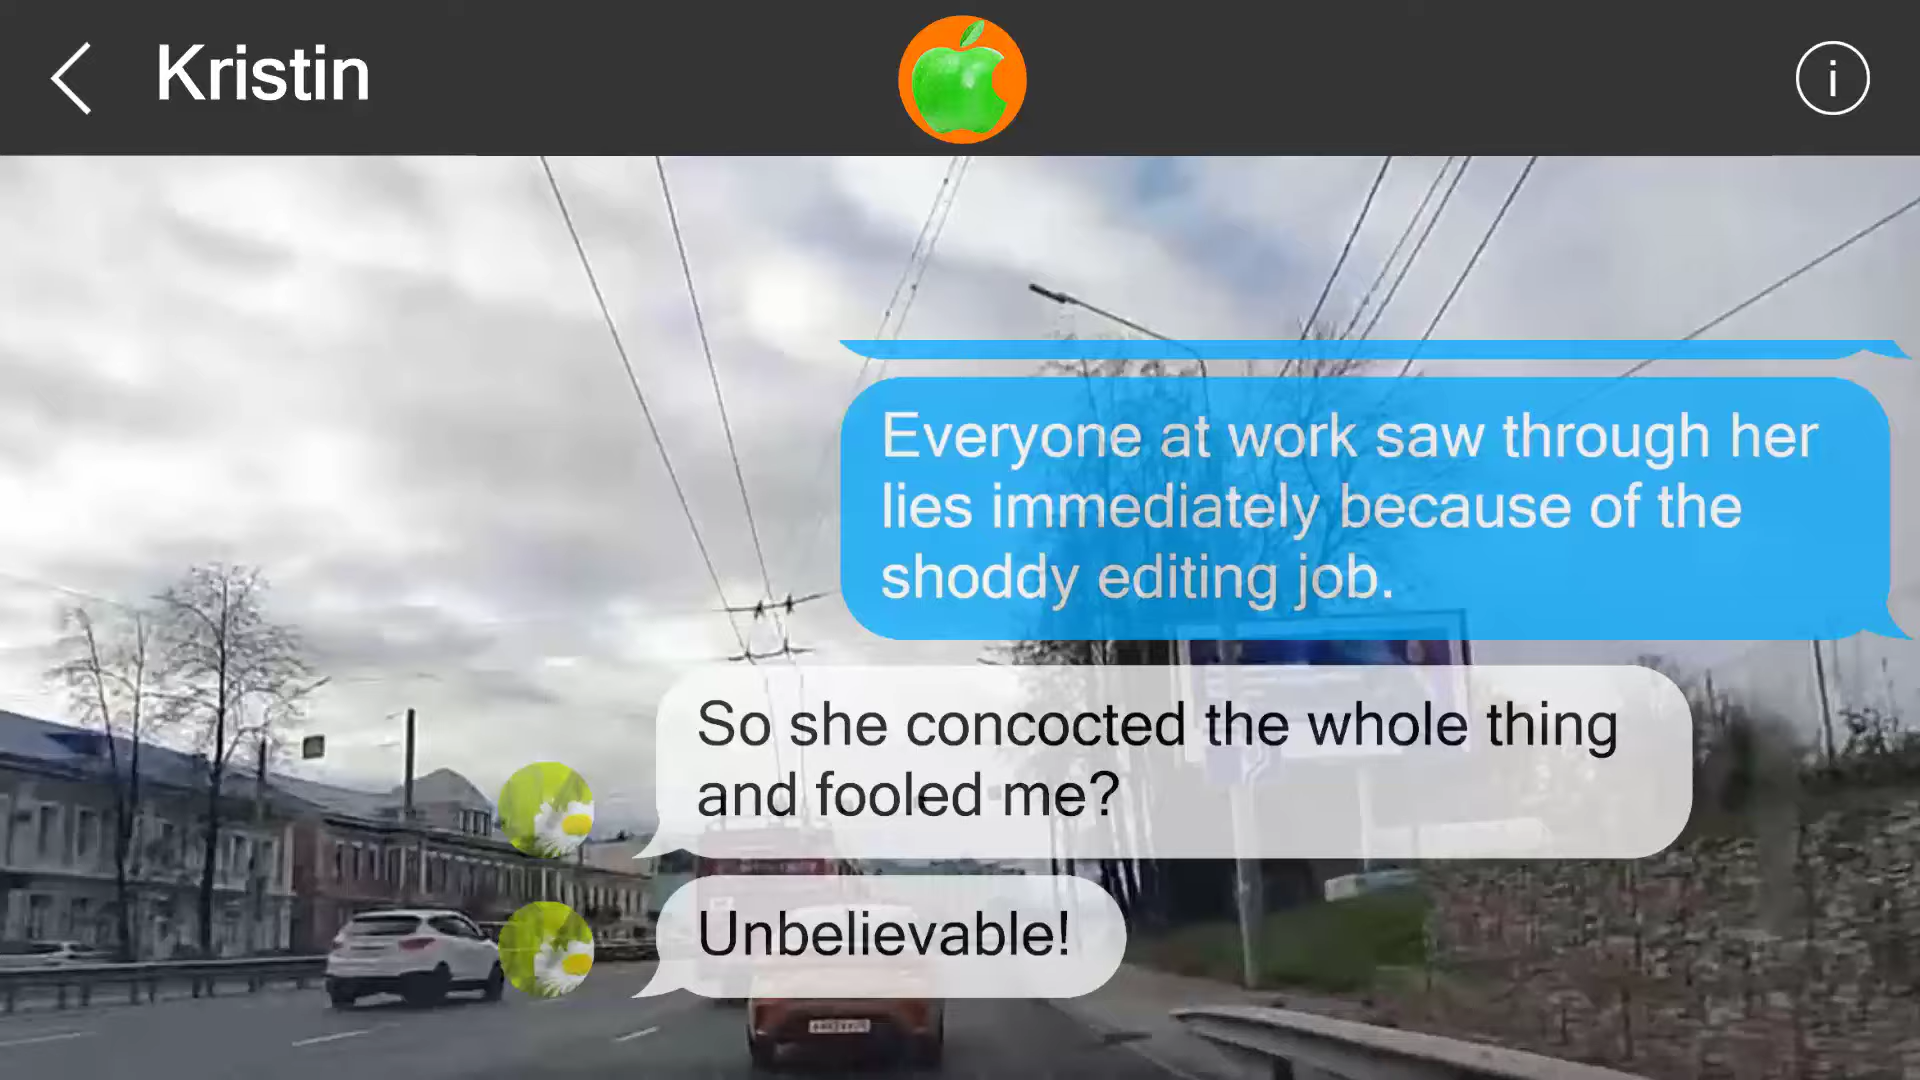 Kristin
i
Everyone at work saw through her
lies immediately because of the
shoddy editing job.
So she concocted the whole thing
and fooled me?
Unbelievable!